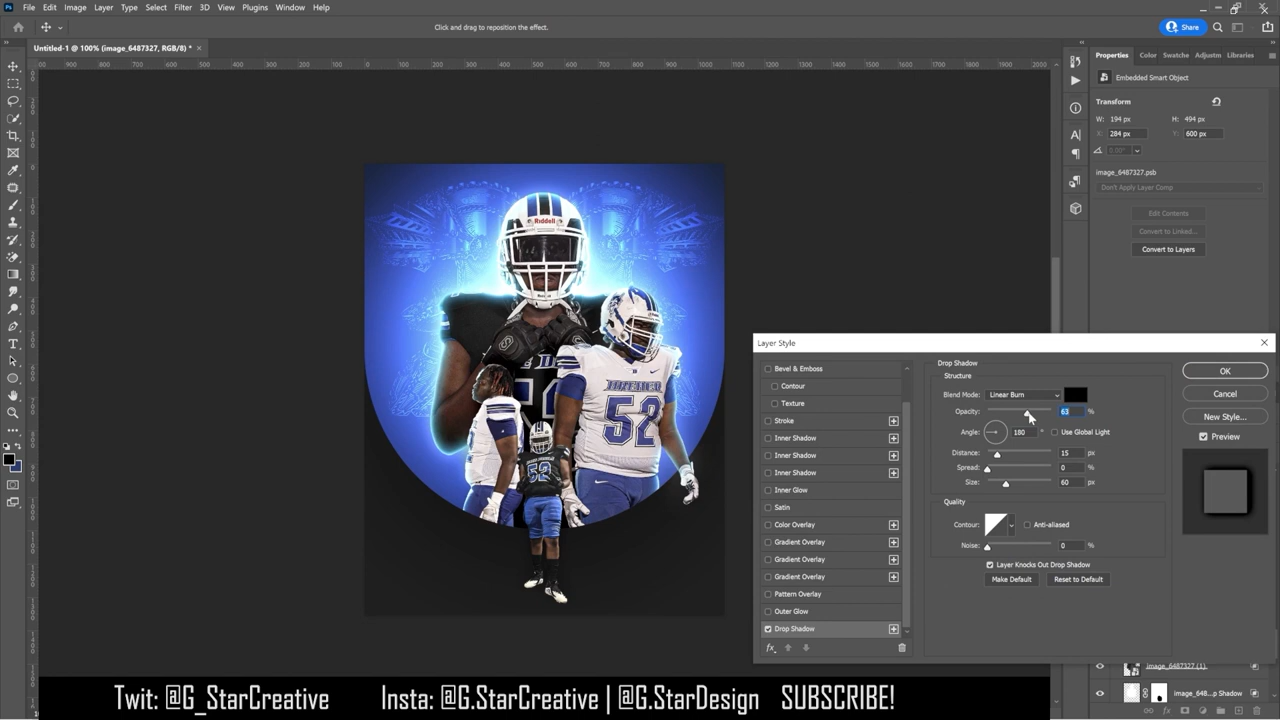 File Edit Image Layer Type Select Filter 3D View Plugins Window Help
Click and drag to reposition the effect.
Share
Untitled-1 @ 100% (image_6487327, RGB/8) *
Properties Color Swatche Adjustm Libraries
Embedded Smart Object
Transform
W: 194 px H: 494 px
X: 284 px Y: 600 px
0.00°
image_6487327.psb
Don't Apply Layer Comp
Edit Contents
Convert to Linked...
Convert to Layers
Riddell
52
52
Layer Style
Bevel & Emboss
Contour
Texture
Stroke
Inner Shadow
Inner Shadow
Inner Shadow
Inner Glow
Satin
Color Overlay
Gradient Overlay
Gradient Overlay
Gradient Overlay
Pattern Overlay
Outer Glow
Drop Shadow
fx
Drop Shadow
Structure
Blend Mode: Linear Burn
Opacity: 63 %
Angle: 180 ° Use Global Light
Distance: 15 px
Spread: 0 %
Size: 60 px
Quality
Contour: Anti-aliased
Noise: 0 %
Layer Knocks Out Drop Shadow
Make Default Reset to Default
OK
Cancel
New Style...
Preview
image_6487327 (1)
image_648...p Shadow
Twit: @G_StarCreative Insta: @G.StarCreative | @G.StarDesign SUBSCRIBE!